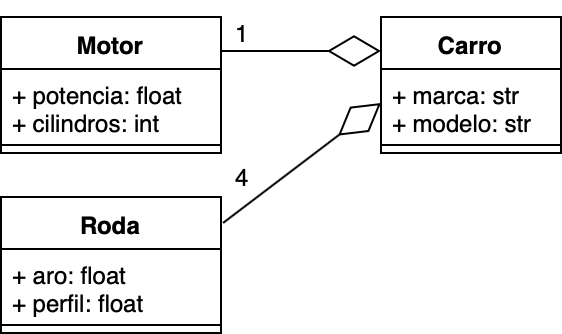 Motor
+ potencia: float
+ cilindros: int
1
Carro
+ marca: str
+ modelo: str
4
Roda
+ aro: float
+ perfil: float